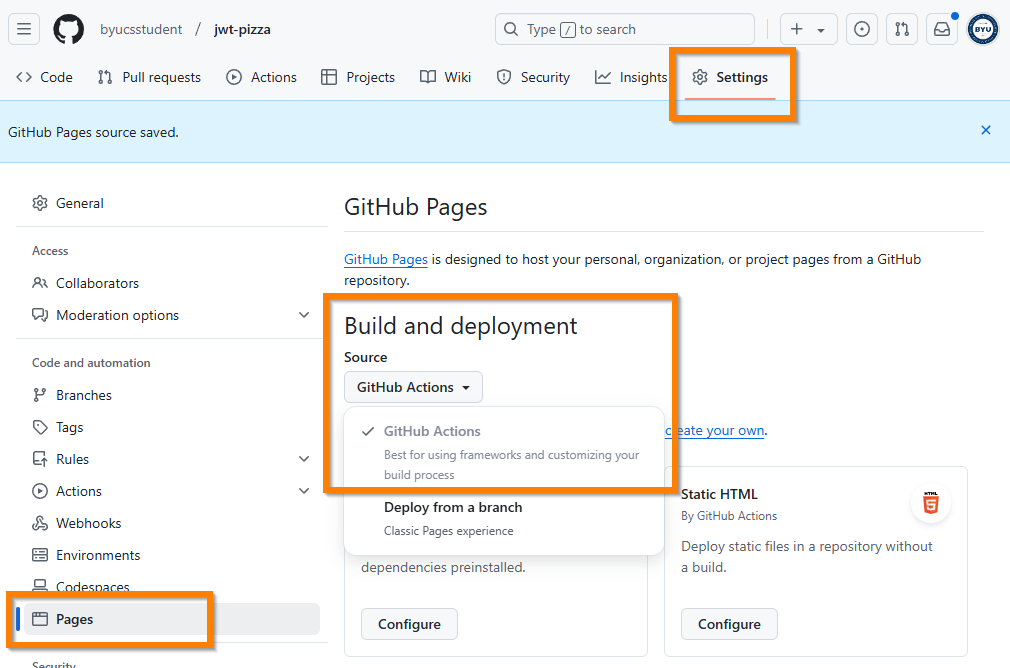 byucsstudent / jwt-pizza
Type / to search
BYU
Code Pull requests Actions Projects Wiki Security Insights Settings
GitHub Pages source saved.
General
Access
Collaborators
Moderation options
Code and automation
Branches
Tags
Rules
Actions
Webhooks
Environments
Codespaces
Pages
Security
GitHub Pages
GitHub Pages is designed to host your personal, organization, or project pages from a GitHub
repository.
Build and deployment
Source
GitHub Actions
GitHub Actions
Best for using frameworks and customizing your
build process
Deploy from a branch
Classic Pages experience
create your own.
dependencies preinstalled.
Configure
Static HTML
By GitHub Actions
HTML
5
Deploy static files in a repository without
a build.
Configure